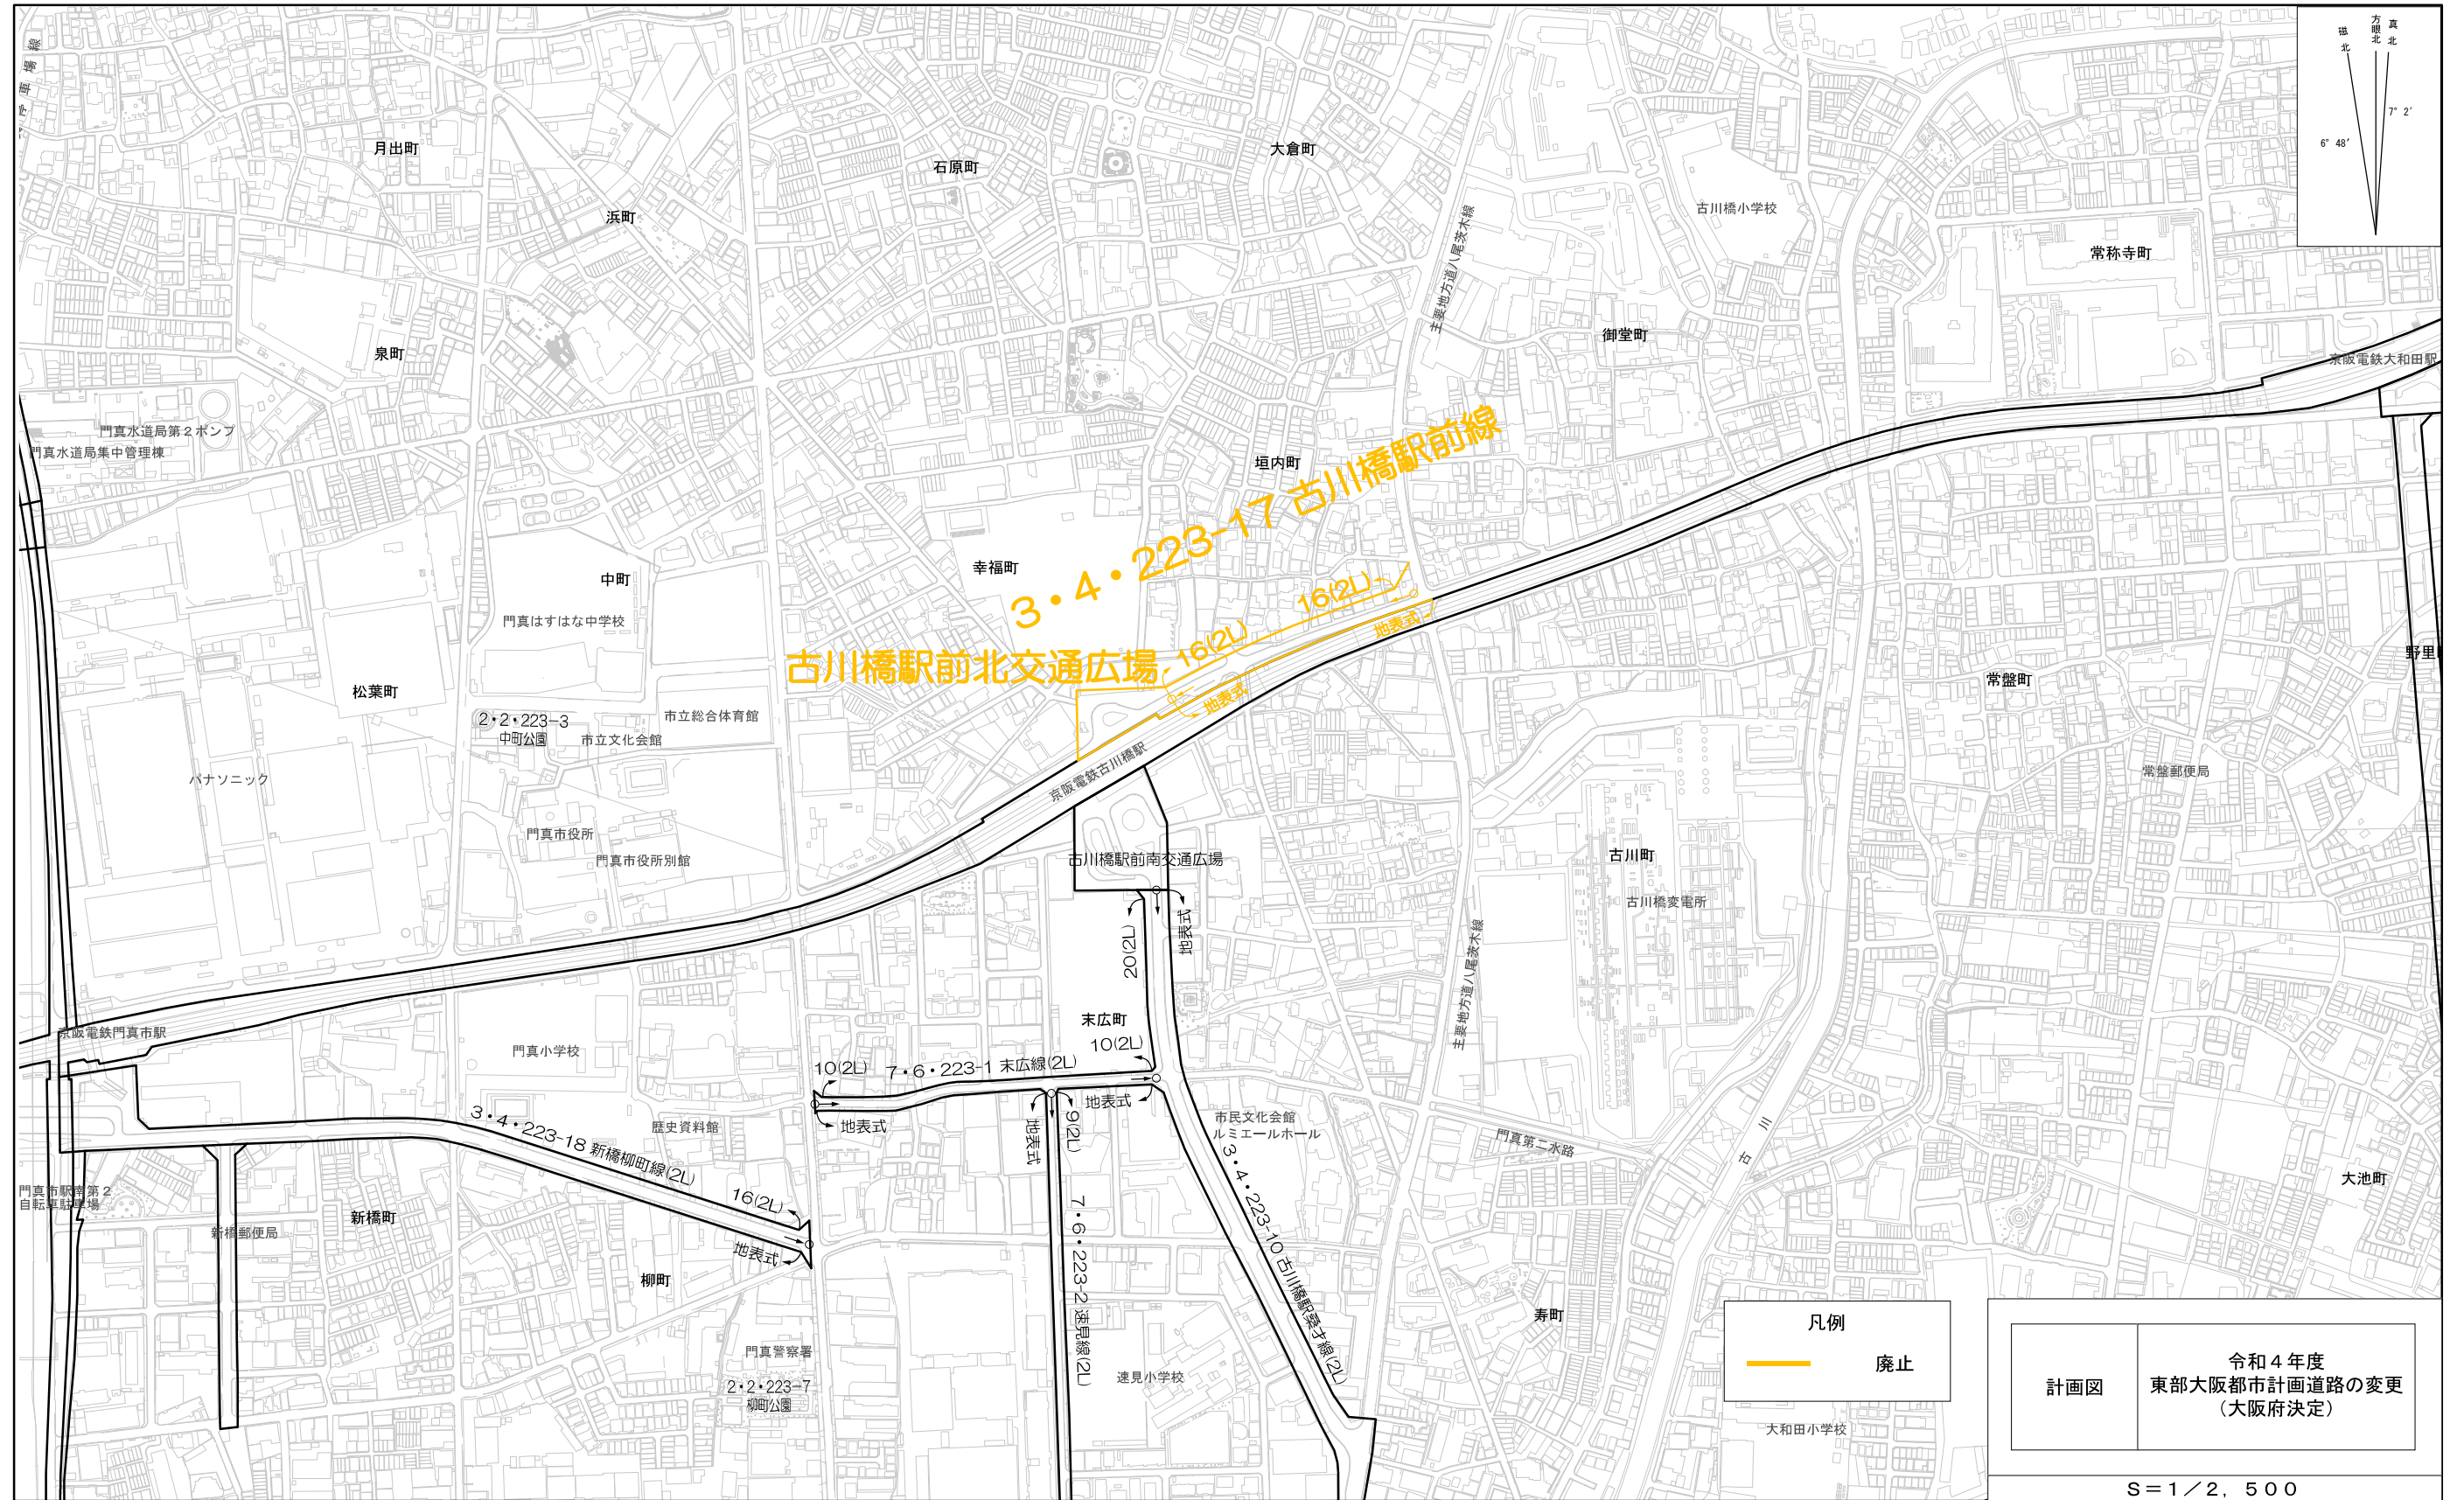 磁北
方眼北
真北
7° 2′
6° 48′
車場線
月出町
石原町
大倉町
浜町
古川橋小学校
主要地方道八尾茨木線
常称寺町
御堂町
泉町
京阪電鉄大和田駅
門真水道局第2ポンプ
門真水道局集中管理棟
垣内町
3・4・223-17 古川橋駅前線
幸福町
中町
16(2L)
門真はすはな中学校
地表式
16(2L)
古川橋駅前北交通広場
野里
常盤町
松葉町
地表式
2・2・223-3
中町公園
市立総合体育館
市立文化会館
パナソニック
京阪電鉄古川橋駅
常盤郵便局
門真市役所
門真市役所別館
古川橋駅前南交通広場
古川町
古川橋変電所
20(2L)
地表式
主要地方道八尾茨木線
京阪電鉄門真市駅
門真小学校
末広町
10(2L)
10(2L)
7・6・223-1 末広線(2L)
地表式
地表式
地表式
9(2L)
市民文化会館
ルミエールホール
3・4・223-18 新橋柳町線(2L)
歴史資料館
門真第二水路
古川
大池町
門真市駅南第2
自転車駐車場
新橋郵便局
新橋町
16(2L)
地表式
柳町
7・6・223-2 速見線(2L)
3・4・223-10 古川橋駅桑才線(2L)
寿町
門真警察署
2・2・223-7
柳町公園
速見小学校
大和田小学校
凡例
廃止
計画図
令和4年度
東部大阪都市計画道路の変更
(大阪府決定)
S=1/2,500